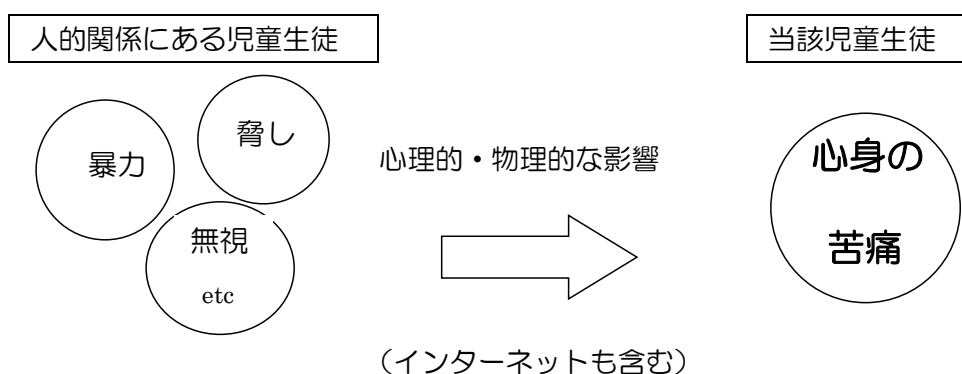 人的関係にある児童生徒
当該児童生徒
暴力
脅し
無視
etc
心理的・物理的な影響
（インターネットも含む）
心身の
苦痛